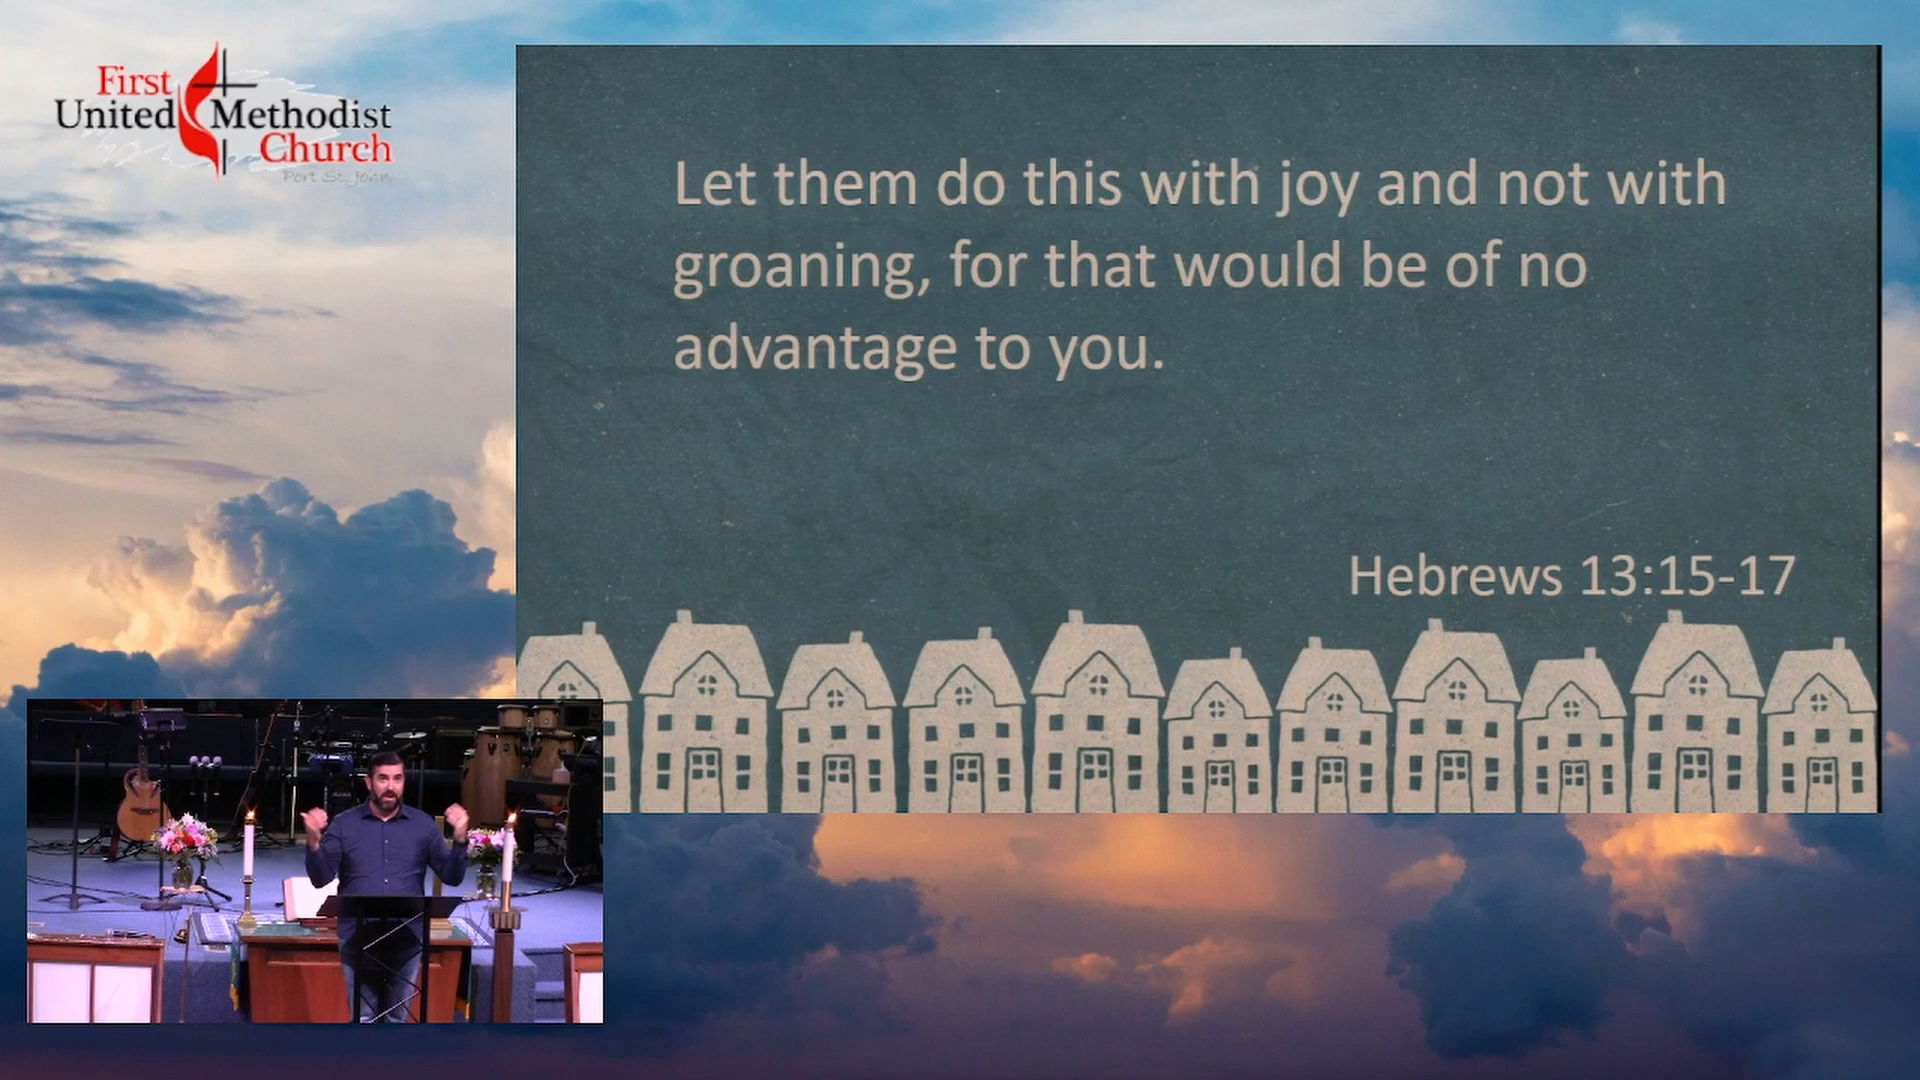 First
United Methodist
Church
Port St. John
Let them do this with joy and not with
groaning, for that would be of no
advantage to you.
Hebrews 13:15-17